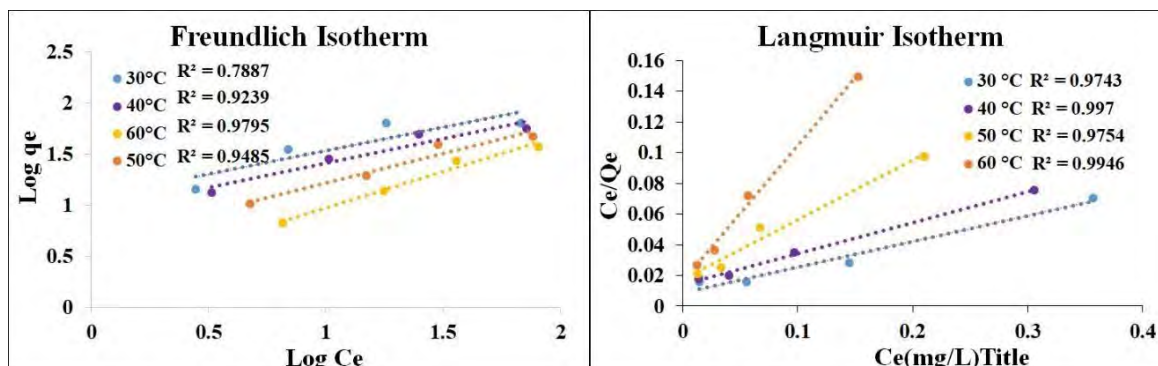 Freundlich Isotherm
2.5
2
1.5
1
0.5
0
0
0.5
1
1.5
2
Log qe
Log Ce
30°C R² = 0.7887
40°C R² = 0.9239
60°C R² = 0.9795
50°C R² = 0.9485
Langmuir Isotherm
0.16
0.14
0.12
0.1
0.08
0.06
0.04
0.02
0
0
0.1
0.2
0.3
0.4
Ce/Qe
Ce(mg/L)Title
30 °C R² = 0.9743
40 °C R² = 0.997
50 °C R² = 0.9754
60 °C R² = 0.9946